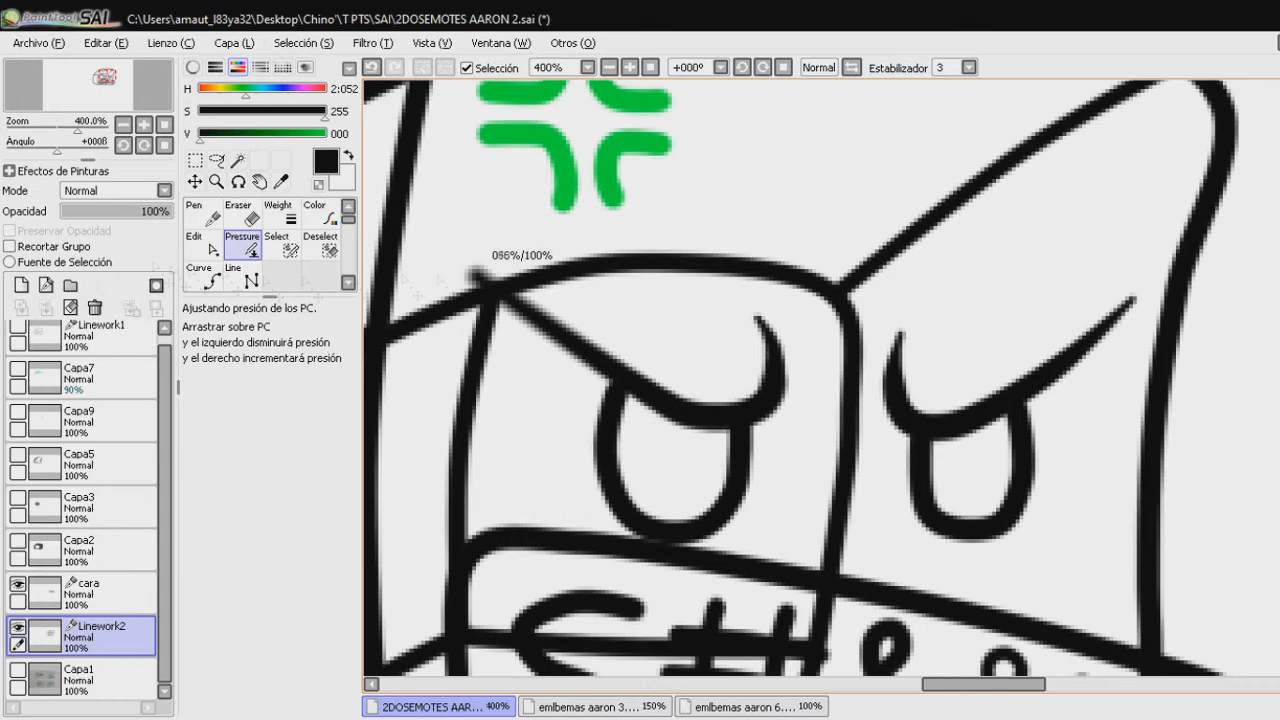 PaintTool SAI C:\Users\arnaut_l83ya32\Desktop\Chino'\T PTS\SAI\2DOSEMOTES AARON 2.sai (*)
Archivo (F) Editar (E) Lienzo (C) Capa (L) Selección (S) Filtro (T) Vista (V) Ventana (W) Otros (O)
Selección 400% +000º Normal Estabilizador 3
H 2:052
S 255
V 000
Zoom 400.0%
Ángulo +0008
Efectos de Pinturas
Mode Normal
Opacidad 100%
Preservar Opacidad
Recortar Grupo
Fuente de Selección
Pen Eraser Weight Color
Edit Pressure Select Deselect
Curve Line
Ajustando presión de los PC.
Arrastrar sobre PC
y el izquierdo disminuirá presión
y el derecho incrementará presión
Linework1
Normal
100%
Capa7
Normal
90%
Capa9
Normal
100%
Capa5
Normal
100%
Capa3
Normal
100%
Capa2
Normal
100%
cara
Normal
100%
Linework2
Normal
100%
Capa1
Normal
100%
086%/100%
2DOSEMOTES AAR... 400% emlbemas aaron 3.... 150% emlbemas aaron 6.... 100%